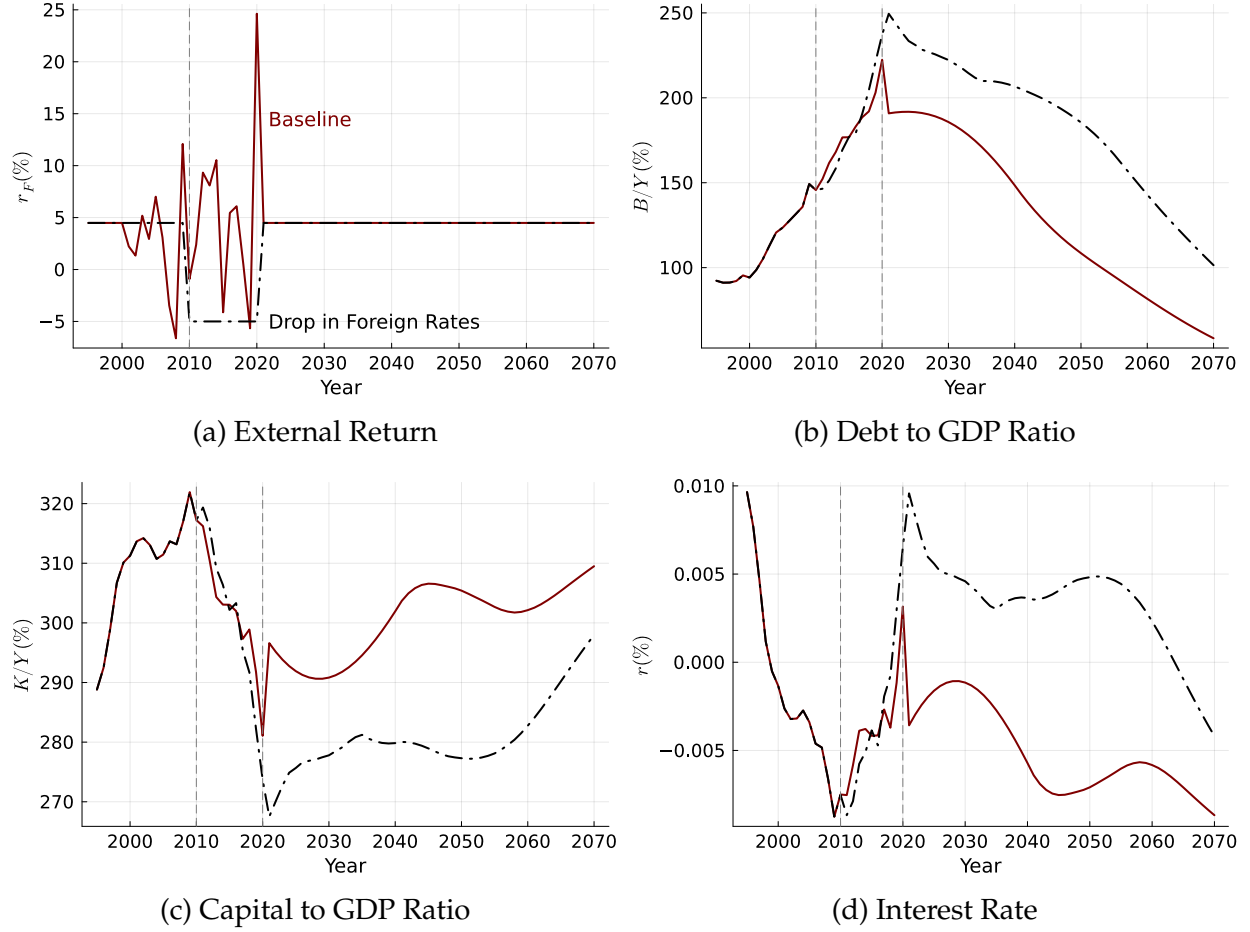 25
20
15
10
5
0
−5
r_F(%)
Baseline
Drop in Foreign Rates
2000 2010 2020 2030 2040 2050 2060 2070
Year
(a) External Return
250
200
150
100
B/Y(%)
2000 2010 2020 2030 2040 2050 2060 2070
Year
(b) Debt to GDP Ratio
320
310
300
290
280
270
K/Y(%)
2000 2010 2020 2030 2040 2050 2060 2070
Year
(c) Capital to GDP Ratio
0.010
0.005
0.000
−0.005
r(%)
2000 2010 2020 2030 2040 2050 2060 2070
Year
(d) Interest Rate